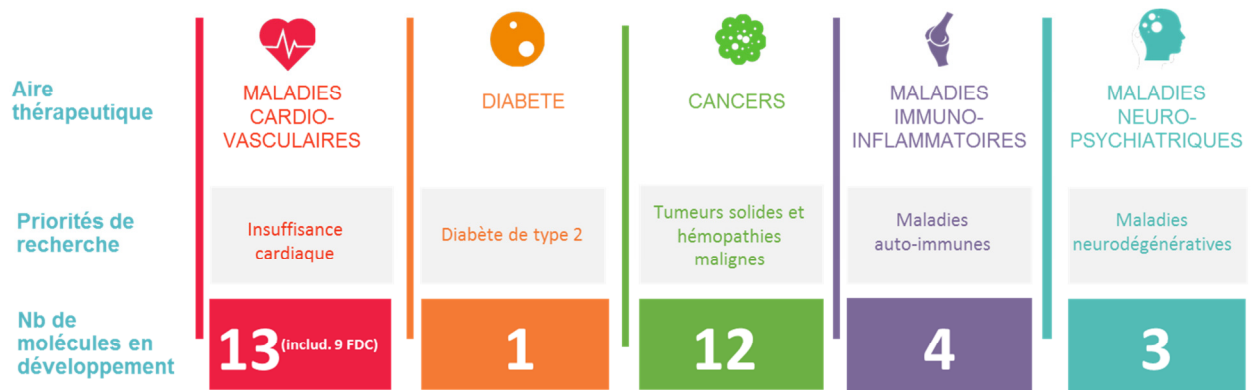 Aire
thérapeutique
MALADIES
CARDIO-
VASCULAIRES
DIABETE
CANCERS
MALADIES
IMMUNO-
INFLAMMATOIRES
MALADIES
NEURO-
PSYCHIATRIQUES
Priorités de
recherche
Insuffisance
cardiaque
Diabète de type 2
Tumeurs solides et
hémopathies
malignes
Maladies
auto-immunes
Maladies
neurodégénératives
Nb de
molécules en
développement
13 (includ. 9 FDC)
1
12
4
3